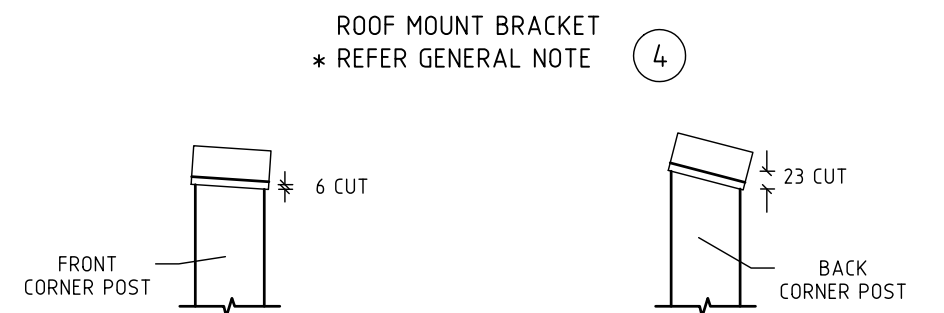 ROOF MOUNT BRACKET
* REFER GENERAL NOTE 4
6 CUT
23 CUT
FRONT
CORNER POST
BACK
CORNER POST